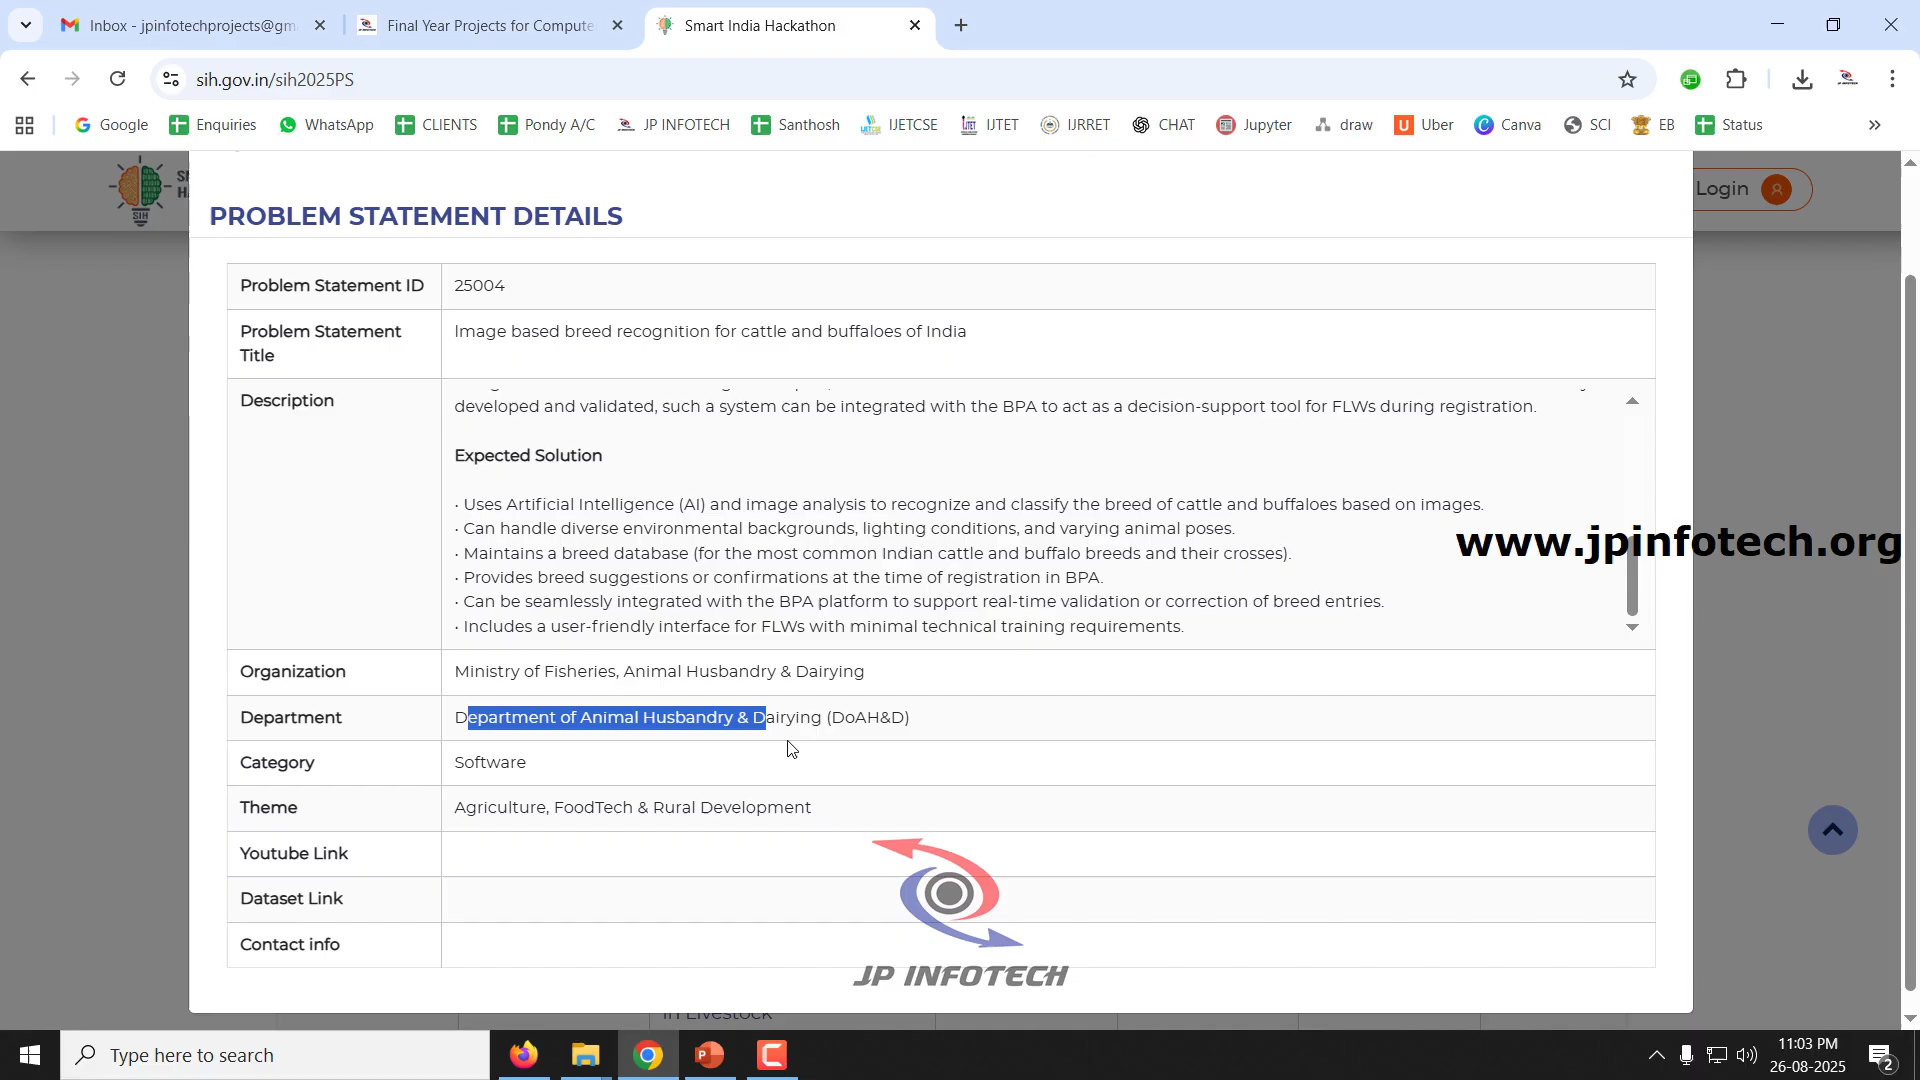 Inbox - jpinfotechprojects@gm
Final Year Projects for Compute
Smart India Hackathon
sih.gov.in/sih2025PS
Google
Enquiries
WhatsApp
CLIENTS
Pondy A/C
JP INFOTECH
Santhosh
IJETCSE
IJTET
IJRRET
CHAT
Jupyter
draw
Uber
Canva
SCI
EB
Status
SIH
Login
PROBLEM STATEMENT DETAILS
Problem Statement ID
25004
Problem Statement
Title
Image based breed recognition for cattle and buffaloes of India
Description
developed and validated, such a system can be integrated with the BPA to act as a decision-support tool for FLWs during registration.
Expected Solution
• Uses Artificial Intelligence (AI) and image analysis to recognize and classify the breed of cattle and buffaloes based on images.
• Can handle diverse environmental backgrounds, lighting conditions, and varying animal poses.
• Maintains a breed database (for the most common Indian cattle and buffalo breeds and their crosses).
• Provides breed suggestions or confirmations at the time of registration in BPA.
• Can be seamlessly integrated with the BPA platform to support real-time validation or correction of breed entries.
• Includes a user-friendly interface for FLWs with minimal technical training requirements.
www.jpinfotech.org
Organization
Ministry of Fisheries, Animal Husbandry & Dairying
Department
Department of Animal Husbandry & Dairying (DoAH&D)
Category
Software
Theme
Agriculture, FoodTech & Rural Development
Youtube Link
Dataset Link
Contact info
JP INFOTECH
in Livestock
Type here to search
11:03 PM
26-08-2025
2